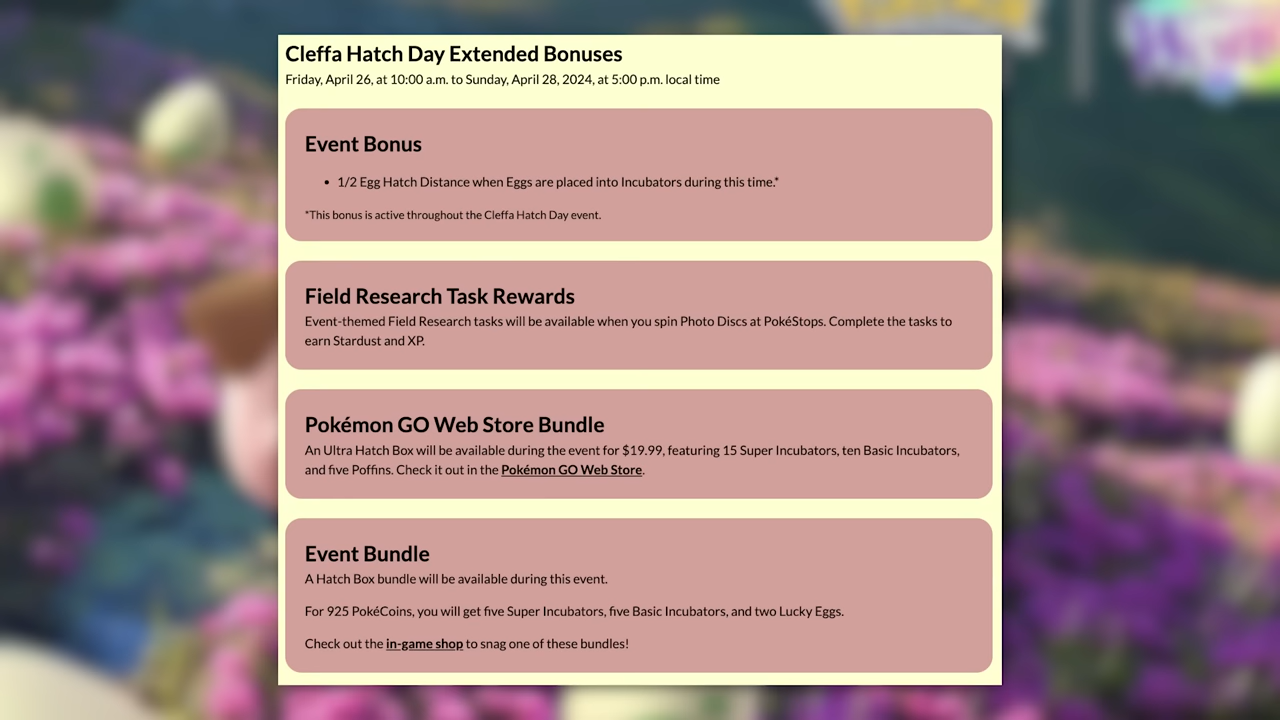 Cleffa Hatch Day Extended Bonuses
Friday, April 26, at 10:00 a.m. to Sunday, April 28, 2024, at 5:00 p.m. local time
Event Bonus
• 1/2 Egg Hatch Distance when Eggs are placed into Incubators during this time.*
*This bonus is active throughout the Cleffa Hatch Day event.
Field Research Task Rewards
Event-themed Field Research tasks will be available when you spin Photo Discs at PokéStops. Complete the tasks to
earn Stardust and XP.
Pokémon GO Web Store Bundle
An Ultra Hatch Box will be available during the event for $19.99, featuring 15 Super Incubators, ten Basic Incubators,
and five Poffins. Check it out in the Pokémon GO Web Store.
Event Bundle
A Hatch Box bundle will be available during this event.
For 925 PokéCoins, you will get five Super Incubators, five Basic Incubators, and two Lucky Eggs.
Check out the in-game shop to snag one of these bundles!